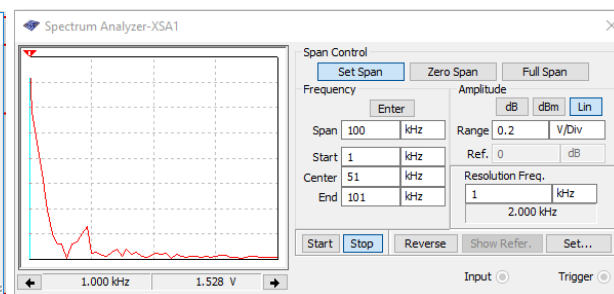 Spectrum Analyzer-XSA1
1
Span Control
Set Span Zero Span Full Span
Frequency
Enter
Span 100 kHz
Start 1 kHz
Center 51 kHz
End 101 kHz
Amplitude
dB dBm Lin
Range 0.2 V/Div
Ref. 0 dB
Resolution Freq.
1 kHz
2.000 kHz
Start Stop Reverse Show Refer. Set...
1.000 kHz 1.528 V
Input Trigger